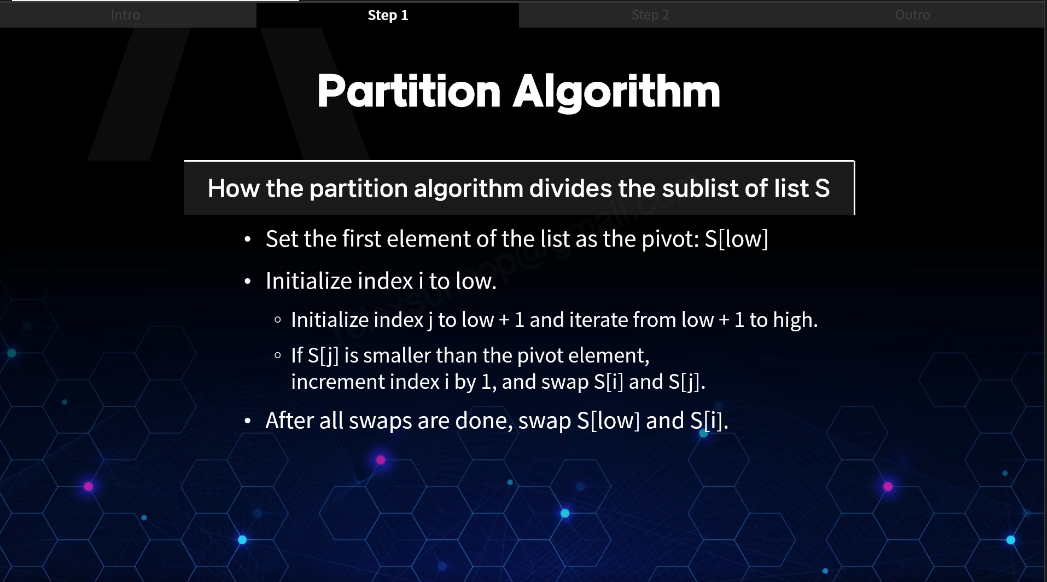 Intro
Step 1
Step 2
Outro
Partition Algorithm
How the partition algorithm divides the sublist of list S
• Set the first element of the list as the pivot: S[low]
• Initialize index i to low.
◦ Initialize index j to low + 1 and iterate from low + 1 to high.
◦ If S[j] is smaller than the pivot element,
increment index i by 1, and swap S[i] and S[j].
• After all swaps are done, swap S[low] and S[i].